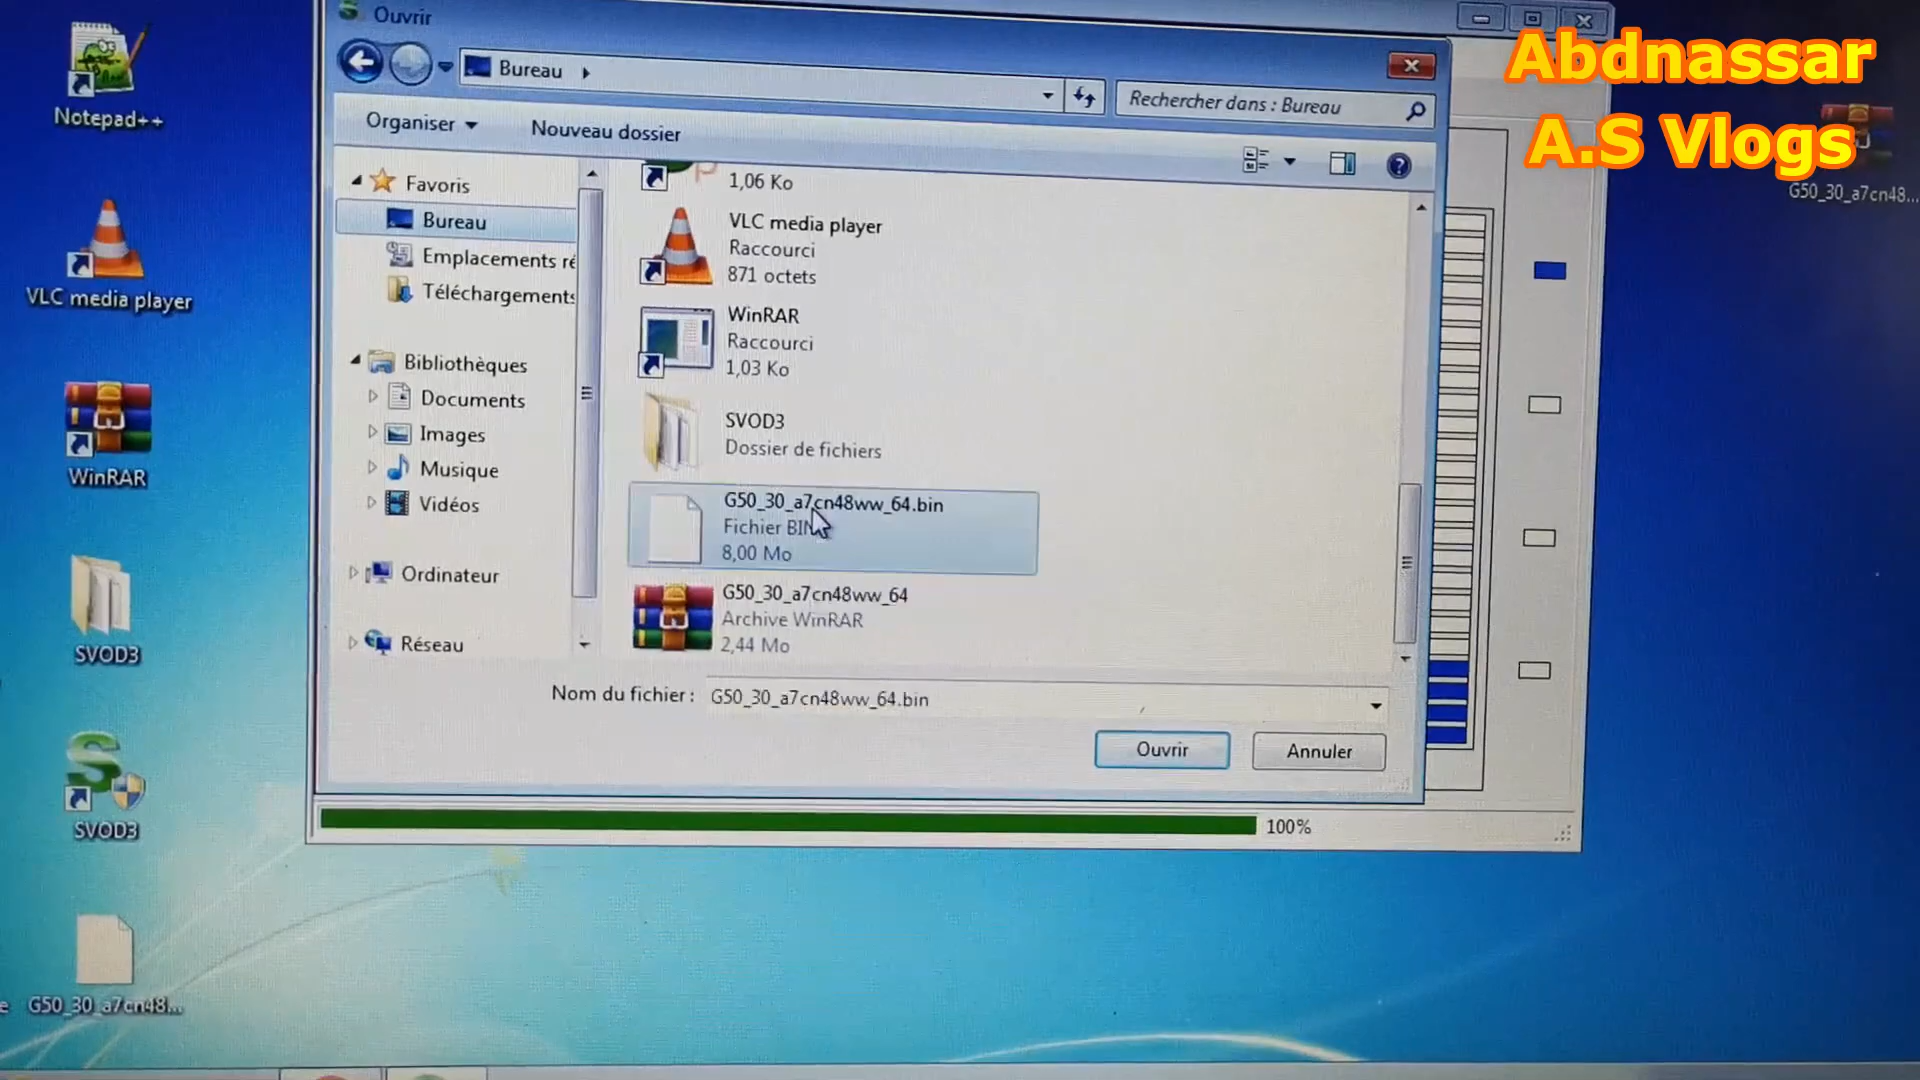 Abdnassar
A.S Vlogs
G50_30_a7cn48...
Notepad++
VLC media player
WinRAR
SVOD3
SVOD3
G50_30_a7cn48...
Ouvrir
Bureau
Rechercher dans : Bureau
Organiser
Nouveau dossier
Favoris
Bureau
Emplacements ré
Téléchargements
Bibliothèques
Documents
Images
Musique
Vidéos
Ordinateur
Réseau
1,06 Ko
VLC media player
Raccourci
871 octets
WinRAR
Raccourci
1,03 Ko
SVOD3
Dossier de fichiers
G50_30_a7cn48ww_64.bin
Fichier BIN
8,00 Mo
G50_30_a7cn48ww_64
Archive WinRAR
2,44 Mo
Nom du fichier : G50_30_a7cn48ww_64.bin
Ouvrir
Annuler
100%